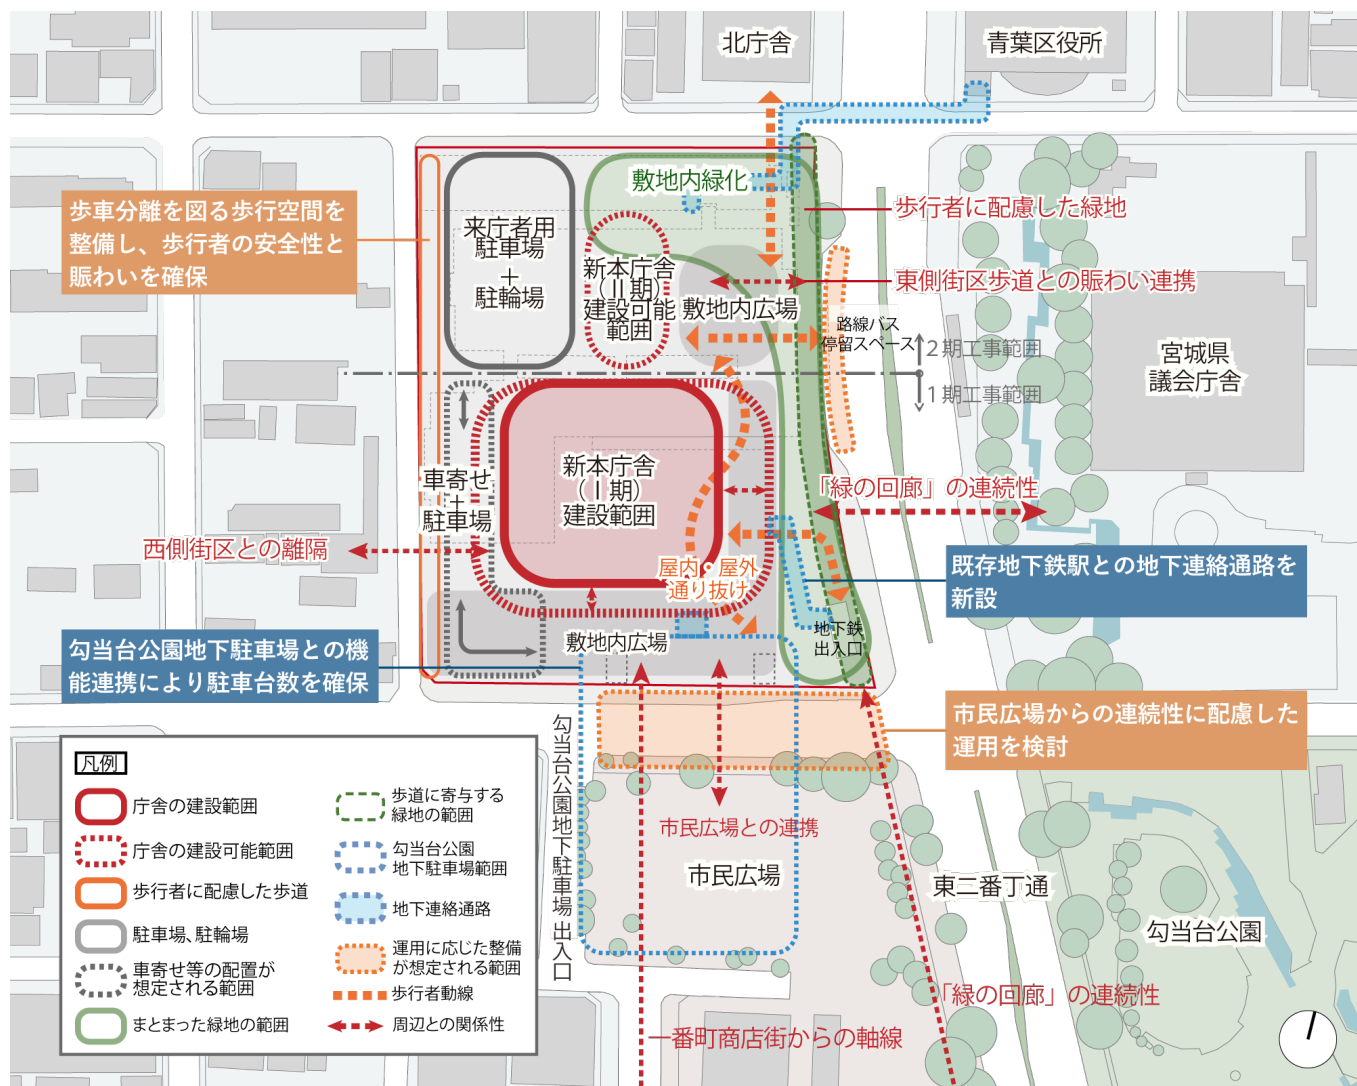 北庁舎
青葉区役所
敷地内緑化
歩行者に配慮した緑地
歩車分離を図る歩行空間を
整備し、歩行者の安全性と
賑わいを確保
来庁者用
駐車場
＋
駐輪場
新本庁舎
（Ⅱ期）
建設可能
範囲
敷地内広場
東側街区歩道との賑わい連携
路線バス
停留スペース
2期工事範囲
1期工事範囲
宮城県
議会庁舎
新本庁舎
（Ⅰ期）
建設範囲
車寄せ
＋
駐車場
「緑の回廊」の連続性
西側街区との離隔
屋内・屋外
通り抜け
既存地下鉄駅との地下連絡通路を
新設
地下鉄
出入口
敷地内広場
勾当台公園地下駐車場との機
能連携により駐車台数を確保
市民広場からの連続性に配慮した
運用を検討
勾当台公園地下駐車場 出入口
市民広場との連携
市民広場
東二番丁通
勾当台公園
「緑の回廊」の連続性
一番町商店街からの軸線
凡例
庁舎の建設範囲
庁舎の建設可能範囲
歩行者に配慮した歩道
駐車場、駐輪場
車寄せ等の配置が
想定される範囲
まとまった緑地の範囲
歩道に寄与する
緑地の範囲
勾当台公園
地下駐車場範囲
地下連絡通路
運用に応じた整備
が想定される範囲
歩行者動線
周辺との関係性